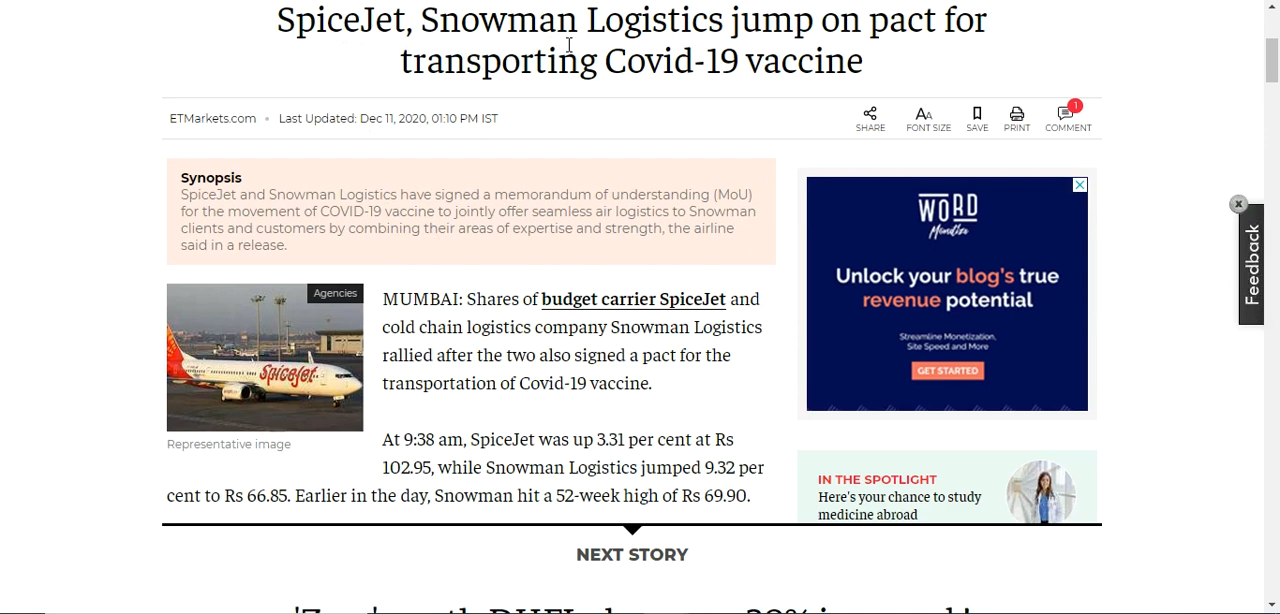 SpiceJet, Snowman Logistics jump on pact for
transporting Covid-19 vaccine
ETMarkets.com • Last Updated: Dec 11, 2020, 01:10 PM IST
SHARE
FONT SIZE
SAVE
PRINT
1
COMMENT
Synopsis
SpiceJet and Snowman Logistics have signed a memorandum of understanding (MoU)
for the movement of COVID-19 vaccine to jointly offer seamless air logistics to Snowman
clients and customers by combining their areas of expertise and strength, the airline
said in a release.
Agencies
SpiceJet
Representative image
MUMBAI: Shares of budget carrier SpiceJet and
cold chain logistics company Snowman Logistics
rallied after the two also signed a pact for the
transportation of Covid-19 vaccine.
At 9:38 am, SpiceJet was up 3.31 per cent at Rs
102.95, while Snowman Logistics jumped 9.32 per
cent to Rs 66.85. Earlier in the day, Snowman hit a 52-week high of Rs 69.90.
WORD
Monetize
Unlock your blog's true
revenue potential
Streamline Monetization,
Site Speed and More
GET STARTED
IN THE SPOTLIGHT
Here's your chance to study
medicine abroad
Feedback
NEXT STORY